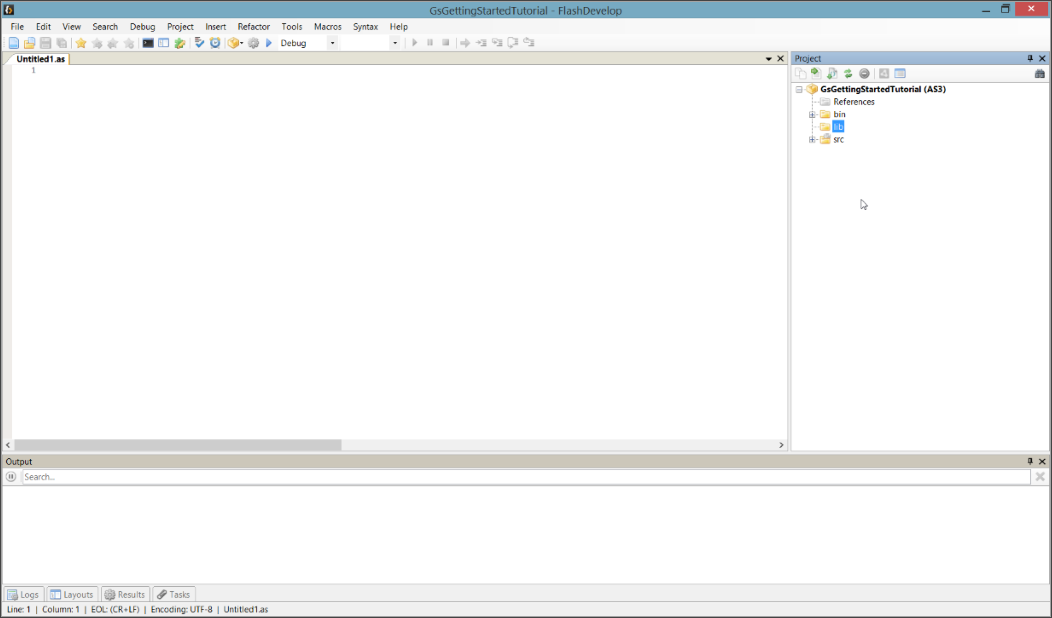 GsGettingStartedTutorial - FlashDevelop
File Edit View Search Debug Project Insert Refactor Tools Macros Syntax Help
Debug
Untitled1.as
1
Project
GsGettingStartedTutorial (AS3)
References
bin
lib
src
Output
Search...
Logs Layouts Results Tasks
Line: 1 | Column: 1 | EOL: (CR+LF) | Encoding: UTF-8 | Untitled1.as